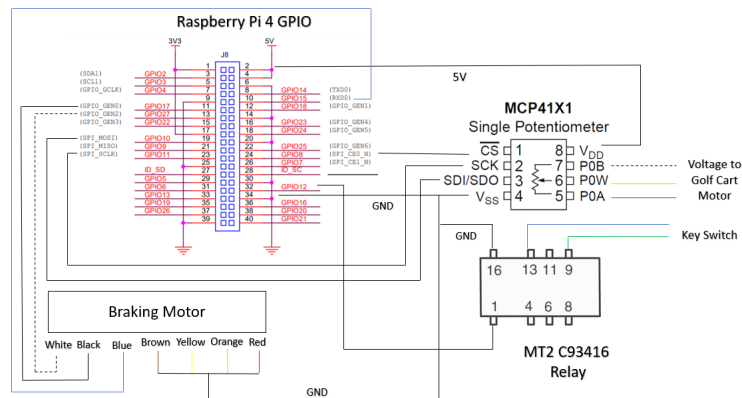 Raspberry Pi 4 GPIO
3V3 5V
J8
1 2
(SDA1) GPIO2 3 4
(SCL1) GPIO3 5 6
(GPIO_GCLK) GPIO4 7 8 GPIO14 (TXD0)
9 10 GPIO15 (RXD0)
(GPIO_GEN0) GPIO17 11 12 GPIO18 (GPIO_GEN1)
(GPIO_GEN2) GPIO27 13 14
(GPIO_GEN3) GPIO22 15 16 GPIO23 (GPIO_GEN4)
17 18 GPIO24 (GPIO_GEN5)
(SPI_MOSI) GPIO10 19 20
(SPI_MISO) GPIO9 21 22 GPIO25 (GPIO_GEN6)
(SPI_SCLK) GPIO11 23 24 GPIO8 (SPI_CE0_N)
25 26 GPIO7 (SPI_CE1_N)
ID_SD 27 28 ID_SC
GPIO5 29 30
GPIO6 31 32 GPIO12
GPIO13 33 34
GPIO19 35 36 GPIO16
GPIO26 37 38 GPIO20
39 40 GPIO21
5V
GND
MCP41X1
Single Potentiometer
CS 1 8 VDD
SCK 2 7 P0B
SDI/SDO 3 6 P0W
VSS 4 5 P0A
Voltage to
Golf Cart
Motor
GND
Key Switch
16 13 11 9
1 4 6 8
MT2 C93416
Relay
Braking Motor
White Black Blue Brown Yellow Orange Red
GND